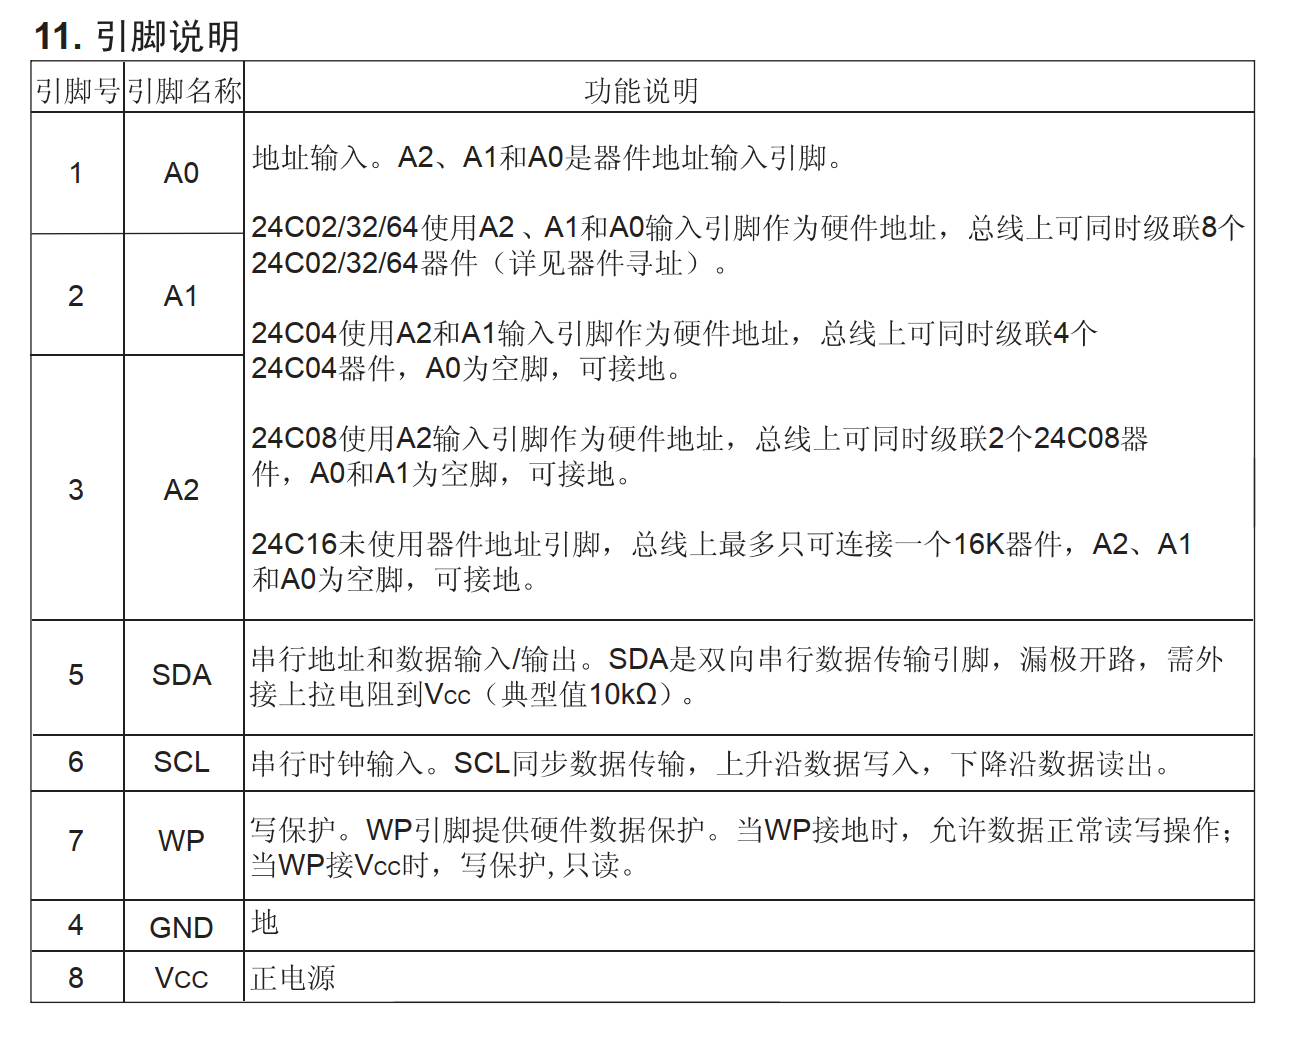 11. 引脚说明
引脚号 引脚名称 功能说明
1 A0
地址输入。A2、A1和A0是器件地址输入引脚。
24C02/32/64使用A2 、A1和A0输入引脚作为硬件地址，总线上可同时级联8个
24C02/32/64器件（详见器件寻址）。
2 A1
24C04使用A2和A1输入引脚作为硬件地址，总线上可同时级联4个
24C04器件，A0为空脚，可接地。
24C08使用A2输入引脚作为硬件地址，总线上可同时级联2个24C08器
件，A0和A1为空脚，可接地。
3 A2
24C16未使用器件地址引脚，总线上最多只可连接一个16K器件，A2、A1
和A0为空脚，可接地。
5 SDA
串行地址和数据输入/输出。SDA是双向串行数据传输引脚，漏极开路，需外
接上拉电阻到Vcc（典型值10kΩ）。
6 SCL 串行时钟输入。SCL同步数据传输，上升沿数据写入，下降沿数据读出。
7 WP
写保护。WP引脚提供硬件数据保护。当WP接地时，允许数据正常读写操作；
当WP接Vcc时，写保护,只读。
4 GND 地
8 Vcc 正电源